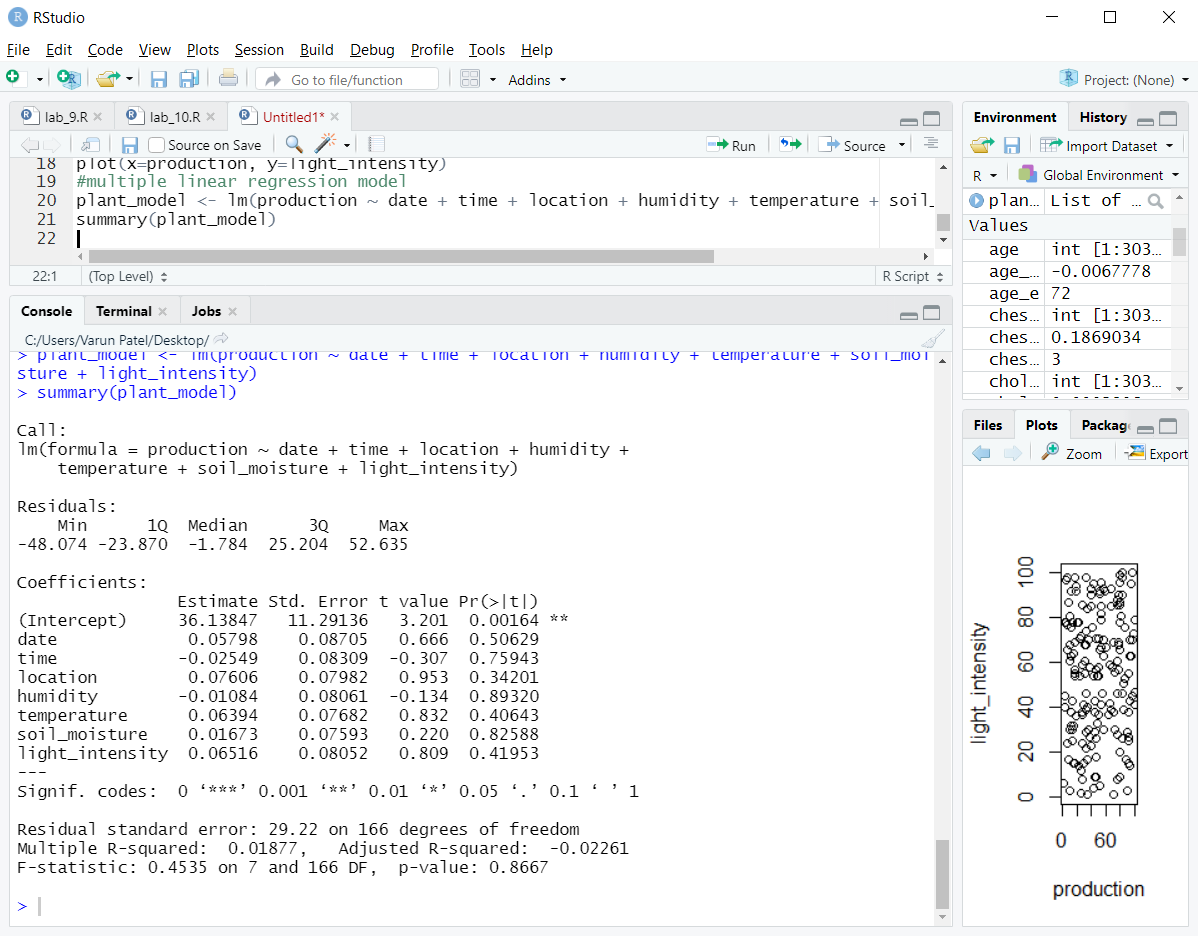 RStudio
File Edit Code View Plots Session Build Debug Profile Tools Help
Go to file/function Addins Project: (None)
lab_9.R lab_10.R Untitled1*
Source on Save Run Source
18 plot(x=production, y=light_intensity)
19 #multiple linear regression model
20 plant_model <- lm(production ~ date + time + location + humidity + temperature + soil_
21 summary(plant_model)
22
22:1 (Top Level) R Script
Console Terminal Jobs
C:/Users/Varun Patel/Desktop/
> plant_model <- lm(production ~ date + time + location + humidity + temperature + soil_moi
sture + light_intensity)
> summary(plant_model)
Call:
lm(formula = production ~ date + time + location + humidity +
    temperature + soil_moisture + light_intensity)
Residuals:
    Min      1Q  Median      3Q     Max
-48.074 -23.870  -1.784  25.204  52.635
Coefficients:
                Estimate Std. Error t value Pr(>|t|)
(Intercept)     36.13847   11.29136   3.201  0.00164 **
date             0.05798    0.08705   0.666  0.50629
time            -0.02549    0.08309  -0.307  0.75943
location         0.07606    0.07982   0.953  0.34201
humidity        -0.01084    0.08061  -0.134  0.89320
temperature      0.06394    0.07682   0.832  0.40643
soil_moisture    0.01673    0.07593   0.220  0.82588
light_intensity  0.06516    0.08052   0.809  0.41953
---
Signif. codes:  0 ‘***’ 0.001 ‘**’ 0.01 ‘*’ 0.05 ‘.’ 0.1 ‘ ’ 1
Residual standard error: 29.22 on 166 degrees of freedom
Multiple R-squared:  0.01877,   Adjusted R-squared:  -0.02261
F-statistic: 0.4535 on 7 and 166 DF,  p-value: 0.8667
>
Environment History
Import Dataset
R Global Environment
plan… List of …
Values
age int [1:303…
age_… -0.0067778
age_e 72
ches… int [1:303…
ches… 0.1869034
ches… 3
chol… int [1:303…
Files Plots Packag
Zoom Export
light_intensity
100
80
60
40
20
0
0 60
production